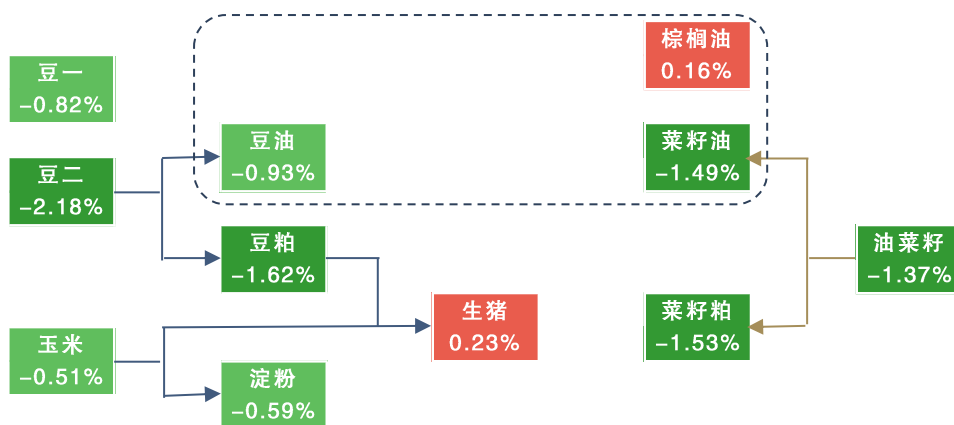 棕榈油
0.16%
豆一
-0.82%
豆油
-0.93%
菜籽油
-1.49%
豆二
-2.18%
豆粕
-1.62%
油菜籽
-1.37%
生猪
0.23%
菜籽粕
-1.53%
玉米
-0.51%
淀粉
-0.59%